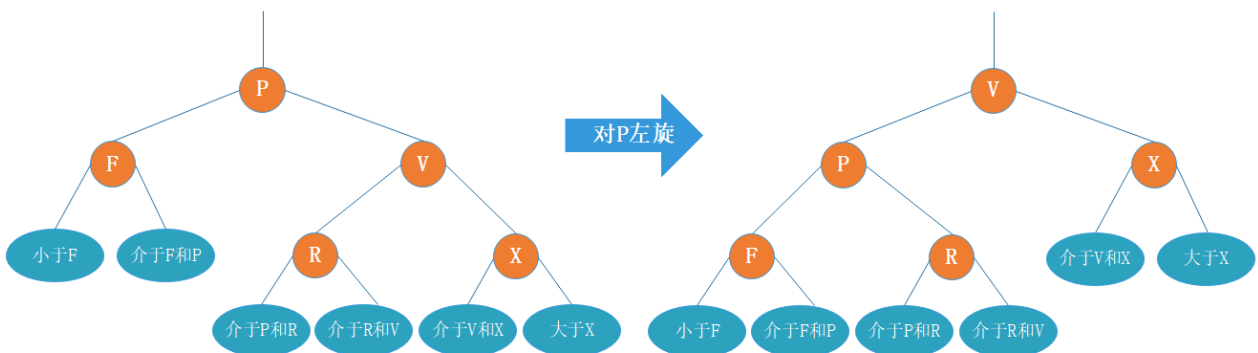 P
V
对P左旋
F
V
P
X
小于F
介于F和P
R
X
F
R
介于V和X
大于X
介于P和R
介于R和V
介于V和X
大于X
小于F
介于F和P
介于P和R
介于R和V